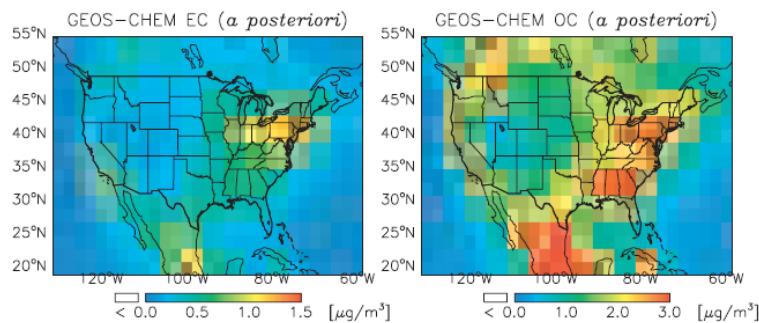 GEOS-CHEM EC (a posteriori)
55°N
50°N
45°N
40°N
35°N
30°N
25°N
20°N
120°W 100°W 80°W 60°W
< 0.0 0.5 1.0 1.5 [μg/m³]
GEOS-CHEM OC (a posteriori)
55°N
50°N
45°N
40°N
35°N
30°N
25°N
20°N
120°W 100°W 80°W 60°W
< 0.0 1.0 2.0 3.0 [μg/m³]